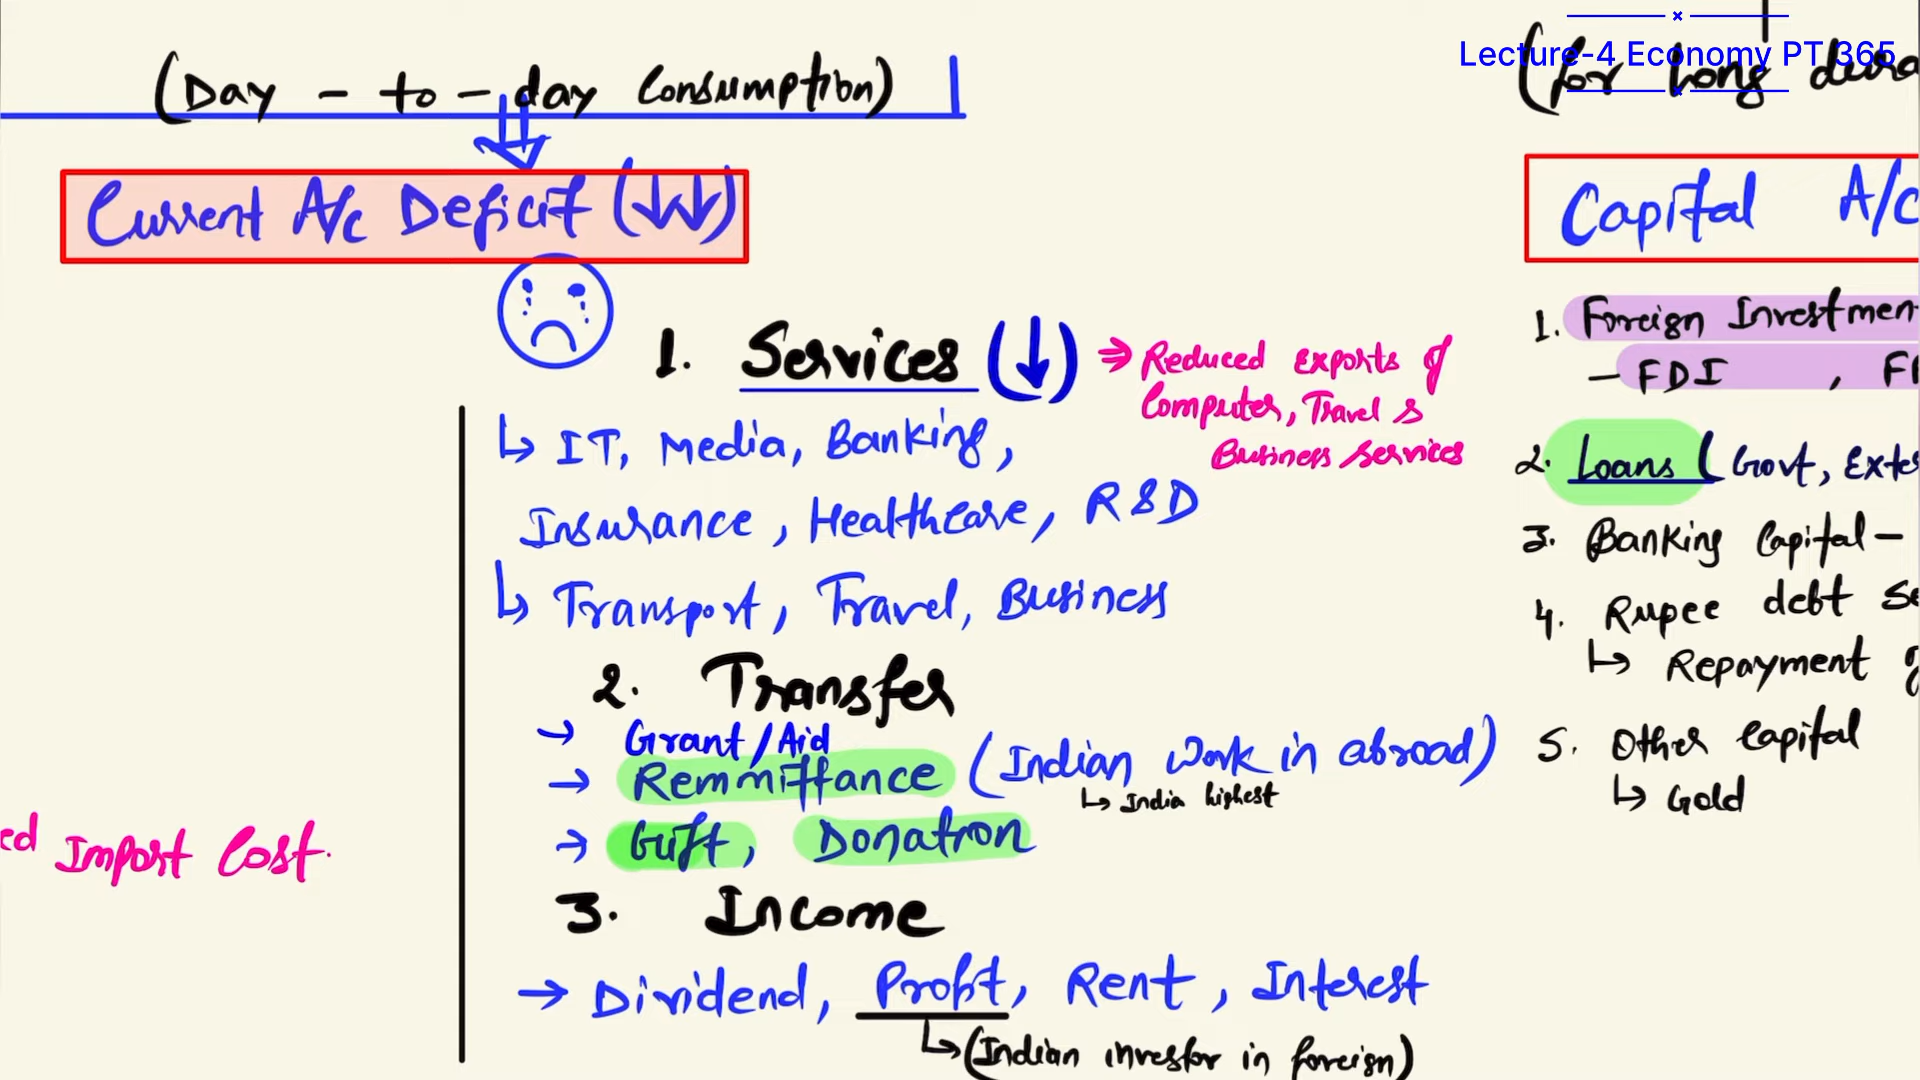 Lecture-4 Economy PT 365
(Day - to - day Consumption)
(for long
Current A/c Deficit (↓↓)
Capital A/c
1. Services (↓) ⇒ Reduced exports of
Computer, Travel &
Business Services
↳ IT, Media, Banking,
Insurance, Healthcare, R&D
↳ Transport, Travel, Business
2. Transfer
→ Grant/Aid
→ Remmittance (Indian Work in abroad)
↳ India highest
→ Gift, Donation
3. Income
→ Dividend, Profit, Rent, Interest
↳ (Indian investor in foreign)
Import Cost.
1. Foreign Investmen
- FDI,
2. Loans (Govt,
3. Banking Capital -
4. Rupee debt
↳ Repayment
5. Other Capital
↳ Gold